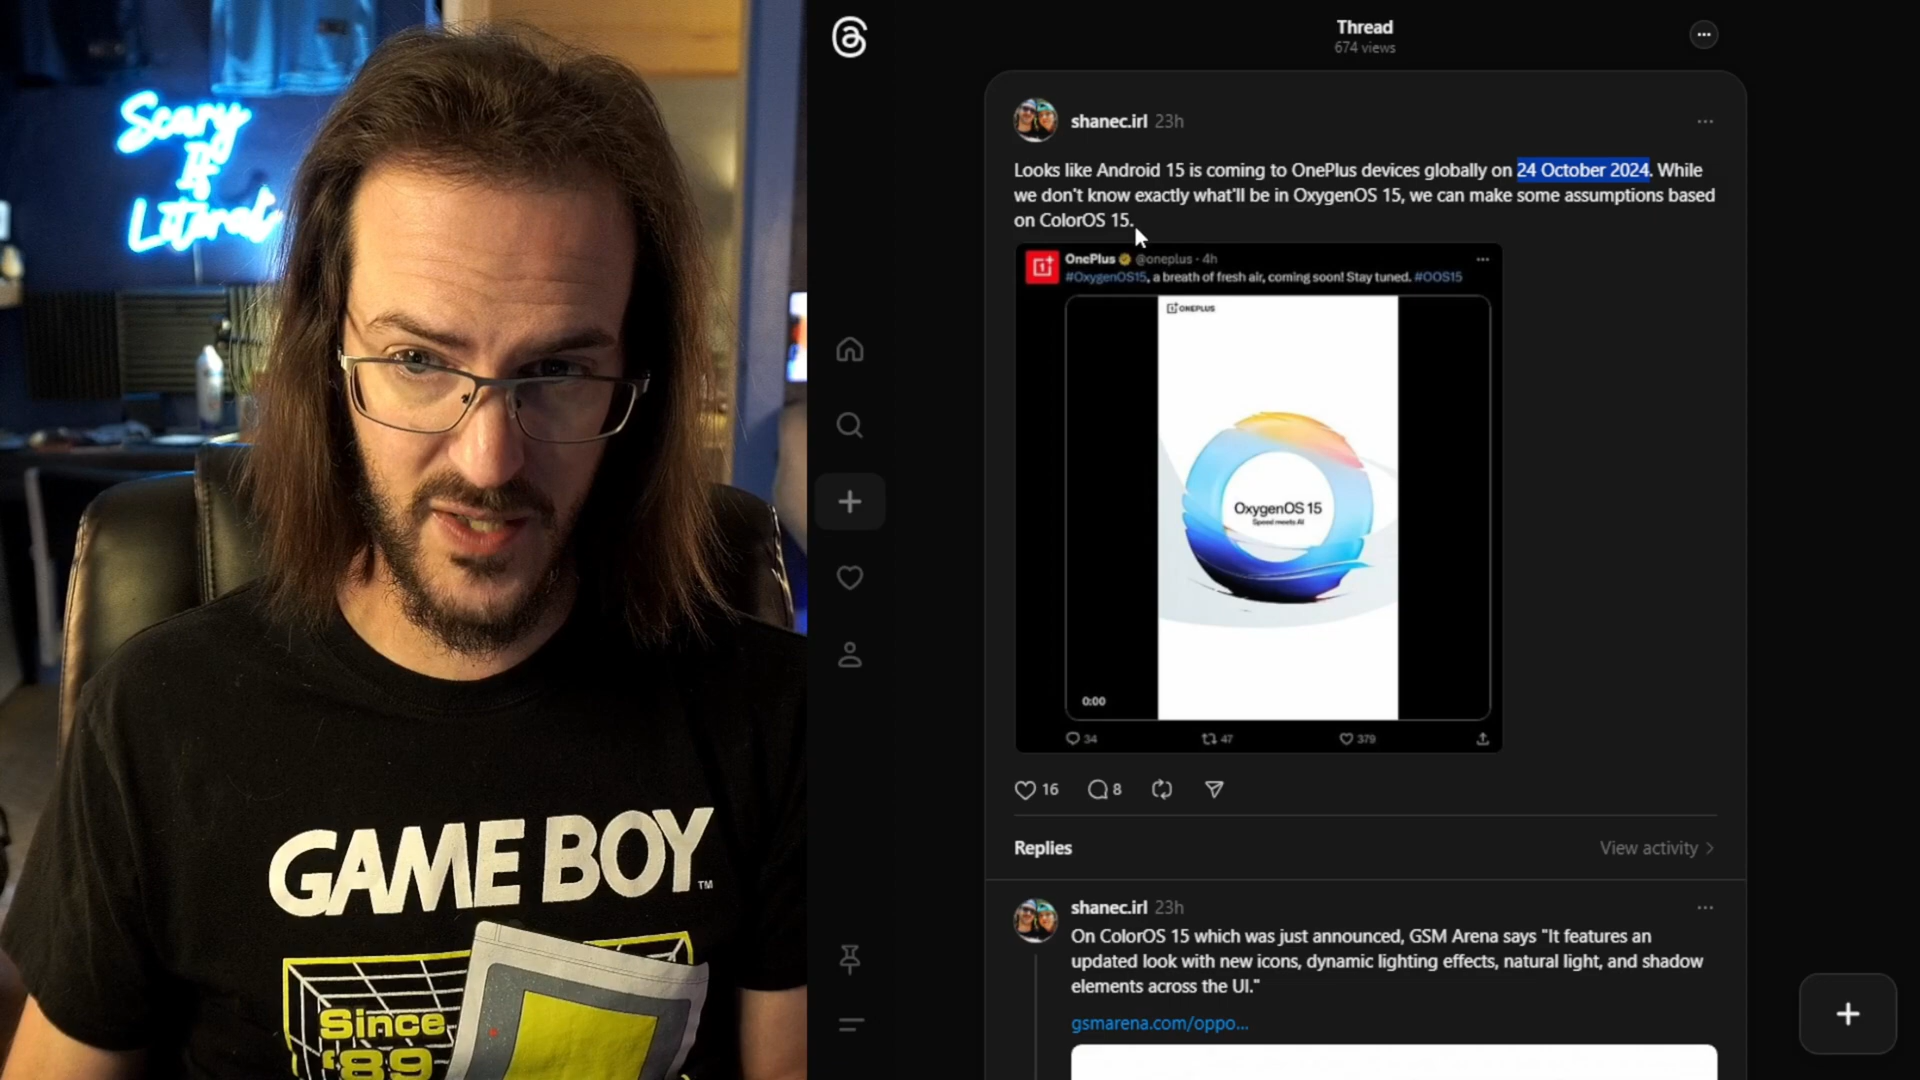 Scary
If
Literal
GAME BOY
TM
Since
'89
Thread
674 views
shanec.irl 23h
Looks like Android 15 is coming to OnePlus devices globally on 24 October 2024. While
we don't know exactly what'll be in OxygenOS 15, we can make some assumptions based
on ColorOS 15.
OnePlus @oneplus · 4h
#OxygenOS15, a breath of fresh air, coming soon! Stay tuned. #OOS15
ONEPLUS
OxygenOS 15
Speed meets AI
0:00
34 47 379
16 8
Replies View activity
shanec.irl 23h
On ColorOS 15 which was just announced, GSM Arena says "It features an
updated look with new icons, dynamic lighting effects, natural light, and shadow
elements across the UI."
gsmarena.com/oppo...